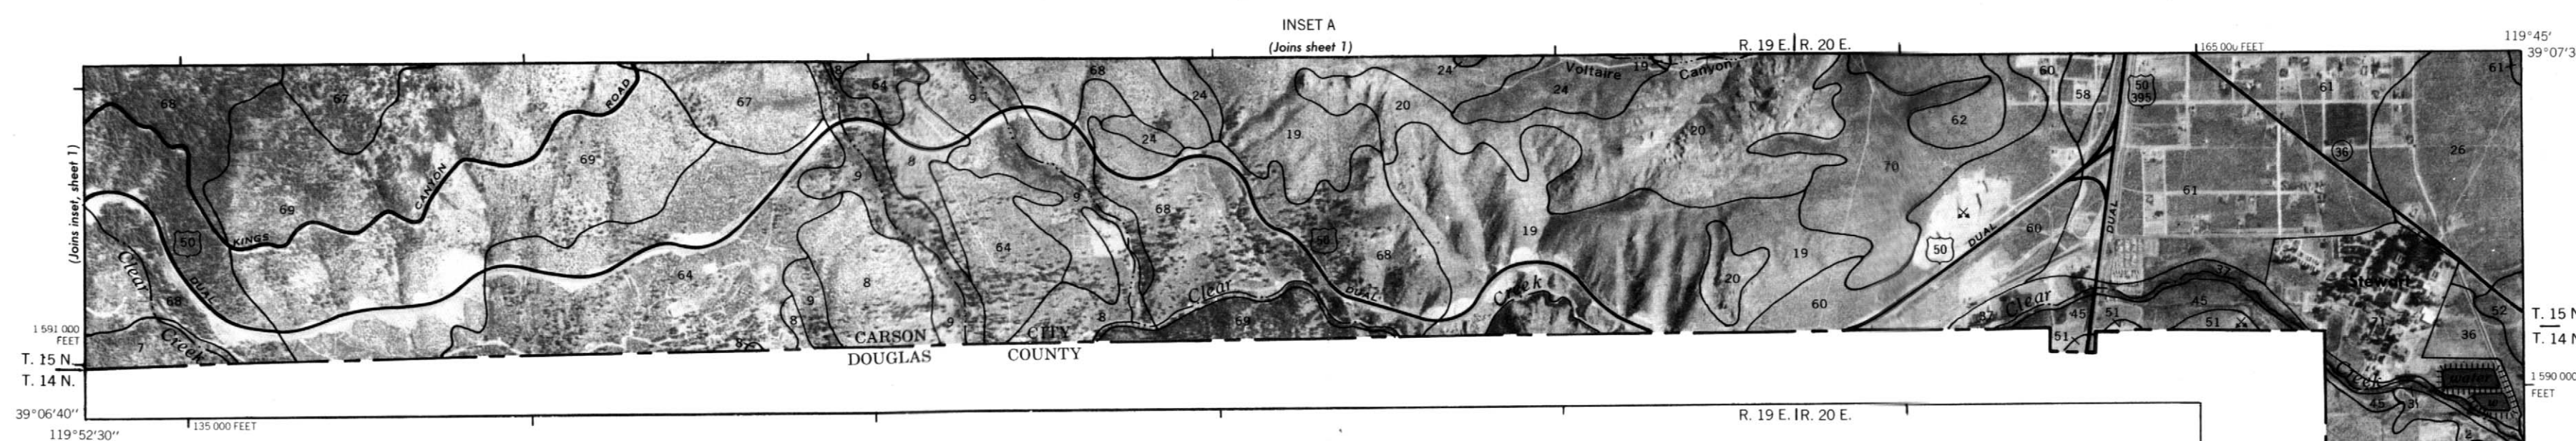 INSET A
(Joins sheet 1)
R. 19 E. R. 20 E.
165 000 FEET
119°45'
39°07'3
(Joins inset, sheet 1)
68
67
ROAD
67
8
64
9
68
24
24
Voltaire
19
Canyon
24
20
60
58
50
395
61
61
69
CANYON
69
KINGS
50
DUAL
68
Clear
Creek
7
9
8
24
19
20
62
70
36
26
61
9
68
64
50
68
19
19
50
DUAL
60
DUAL
64
8
9
8
9
20
60
Clear
DUAL
Creek
69
8
Clear
37
37
45
45
51
51
51
Stewart
71
52
36
1 591 000
FEET
T. 15 N.
T. 14 N.
CARSON CITY
DOUGLAS COUNTY
T. 15 N
T. 14 N
1 590 000
FEET
Creek
water
45
39°06'40"
119°52'30"
135 000 FEET
R. 19 E. R. 20 E.